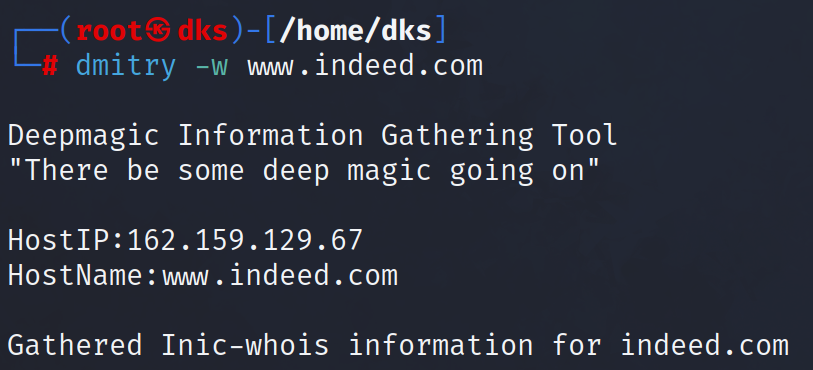 ┌──(root㉿dks)-[/home/dks]
└─# dmitry -w www.indeed.com
Deepmagic Information Gathering Tool
"There be some deep magic going on"
HostIP:162.159.129.67
HostName:www.indeed.com
Gathered Inic-whois information for indeed.com